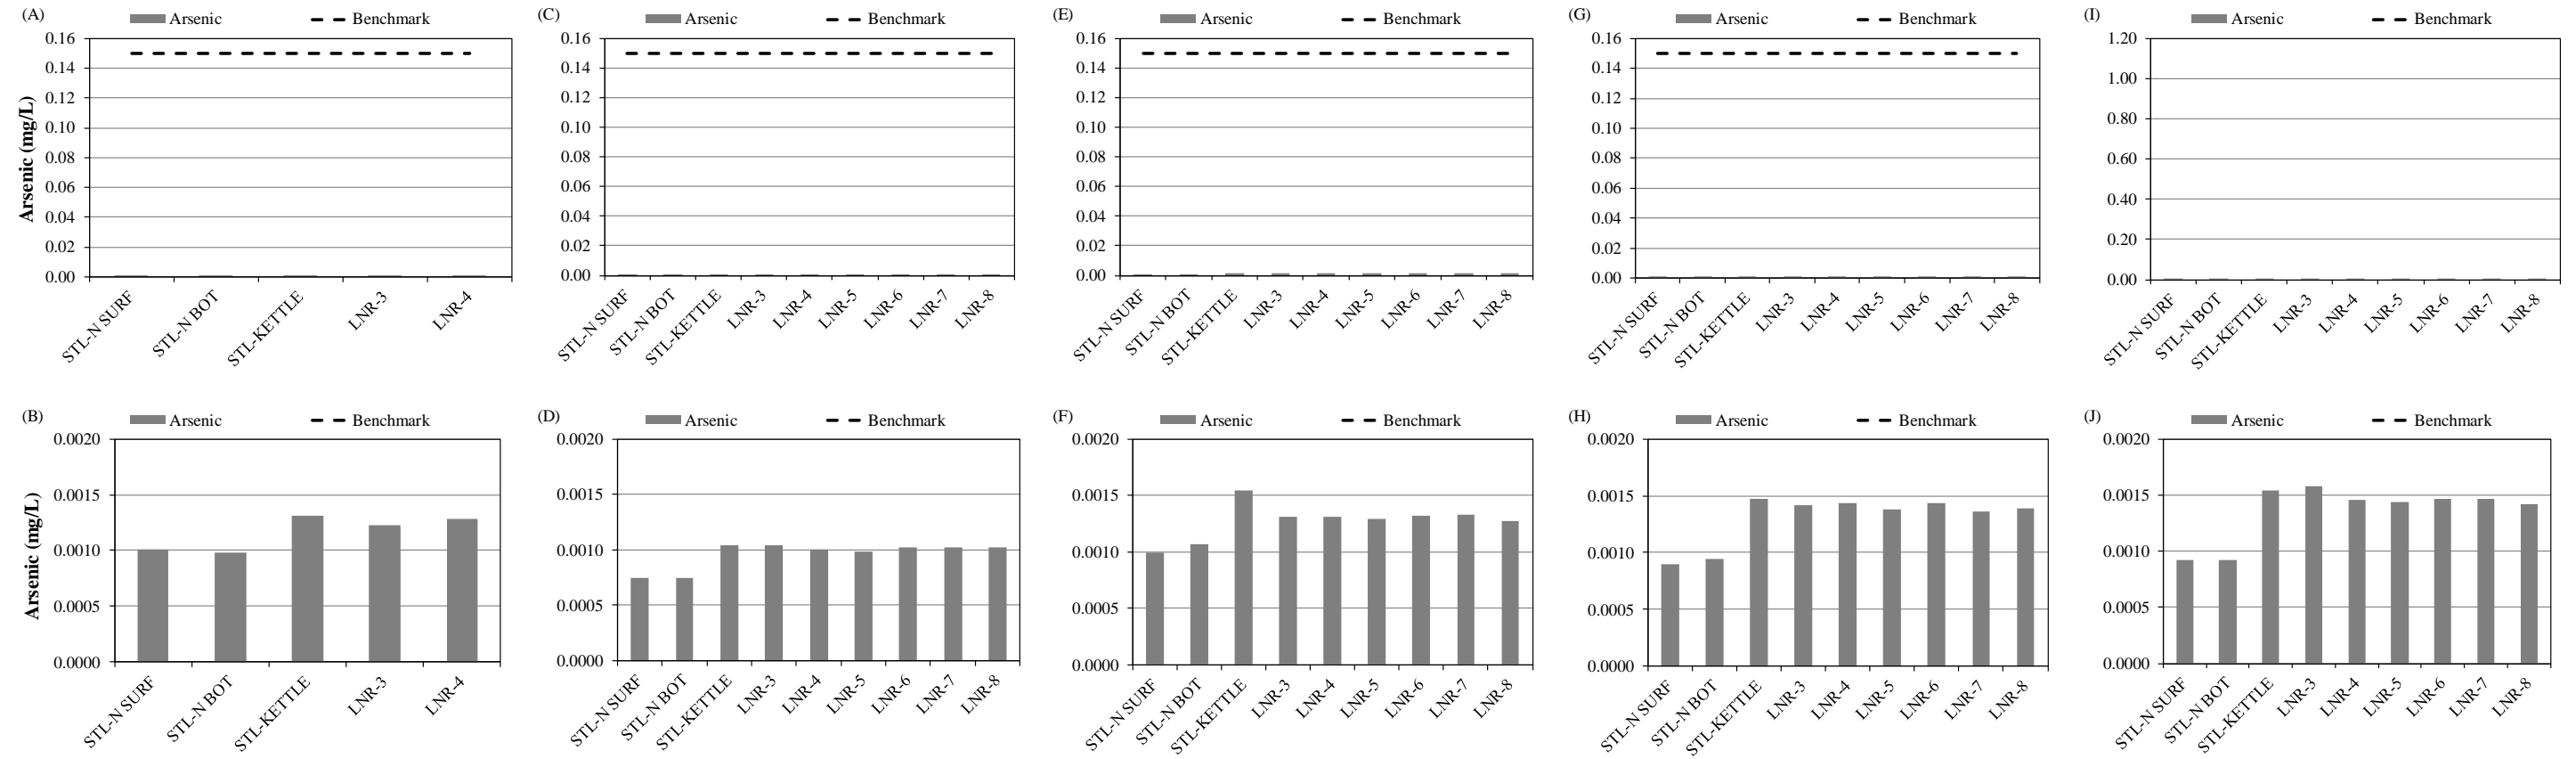 (A) Arsenic Benchmark
0.16
0.14
0.12
0.10
0.08
0.06
0.04
0.02
0.00
Arsenic (mg/L)
STL-N SURF
STL-N BOT
STL-KETTLE
LNR-3
LNR-4
(C) Arsenic Benchmark
0.16
0.14
0.12
0.10
0.08
0.06
0.04
0.02
0.00
STL-N SURF
STL-N BOT
STL-KETTLE
LNR-3
LNR-4
LNR-5
LNR-6
LNR-7
LNR-8
(E) Arsenic Benchmark
0.16
0.14
0.12
0.10
0.08
0.06
0.04
0.02
0.00
STL-N SURF
STL-N BOT
STL-KETTLE
LNR-3
LNR-4
LNR-5
LNR-6
LNR-7
LNR-8
(G) Arsenic Benchmark
0.16
0.14
0.12
0.10
0.08
0.06
0.04
0.02
0.00
STL-N SURF
STL-N BOT
STL-KETTLE
LNR-3
LNR-4
LNR-5
LNR-6
LNR-7
LNR-8
(I) Arsenic Benchmark
1.20
1.00
0.80
0.60
0.40
0.20
0.00
STL-N SURF
STL-N BOT
STL-KETTLE
LNR-3
LNR-4
LNR-5
LNR-6
LNR-7
LNR-8
(B) Arsenic Benchmark
0.0020
0.0015
0.0010
0.0005
0.0000
Arsenic (mg/L)
STL-N SURF
STL-N BOT
STL-KETTLE
LNR-3
LNR-4
(D) Arsenic Benchmark
0.0020
0.0015
0.0010
0.0005
0.0000
STL-N SURF
STL-N BOT
STL-KETTLE
LNR-3
LNR-4
LNR-5
LNR-6
LNR-7
LNR-8
(F) Arsenic Benchmark
0.0020
0.0015
0.0010
0.0005
0.0000
STL-N SURF
STL-N BOT
STL-KETTLE
LNR-3
LNR-4
LNR-5
LNR-6
LNR-7
LNR-8
(H) Arsenic Benchmark
0.0020
0.0015
0.0010
0.0005
0.0000
STL-N SURF
STL-N BOT
STL-KETTLE
LNR-3
LNR-4
LNR-5
LNR-6
LNR-7
LNR-8
(J) Arsenic Benchmark
0.0020
0.0015
0.0010
0.0005
0.0000
STL-N SURF
STL-N BOT
STL-KETTLE
LNR-3
LNR-4
LNR-5
LNR-6
LNR-7
LNR-8